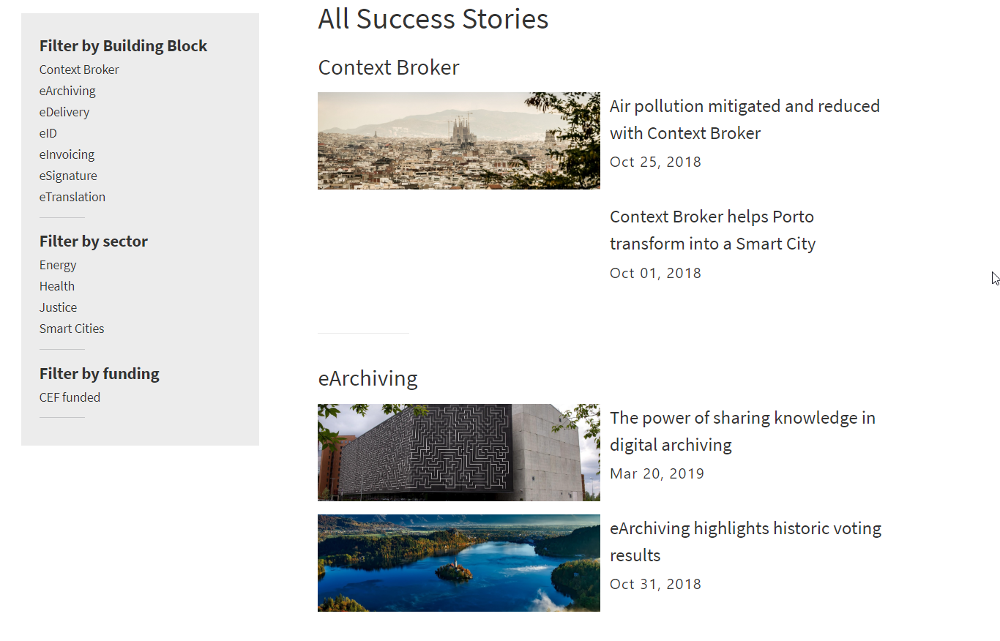 Filter by Building Block
Context Broker
eArchiving
eDelivery
eID
eInvoicing
eSignature
eTranslation
Filter by sector
Energy
Health
Justice
Smart Cities
Filter by funding
CEF funded
All Success Stories
Context Broker
Air pollution mitigated and reduced
with Context Broker
Oct 25, 2018
Context Broker helps Porto
transform into a Smart City
Oct 01, 2018
eArchiving
The power of sharing knowledge in
digital archiving
Mar 20, 2019
eArchiving highlights historic voting
results
Oct 31, 2018